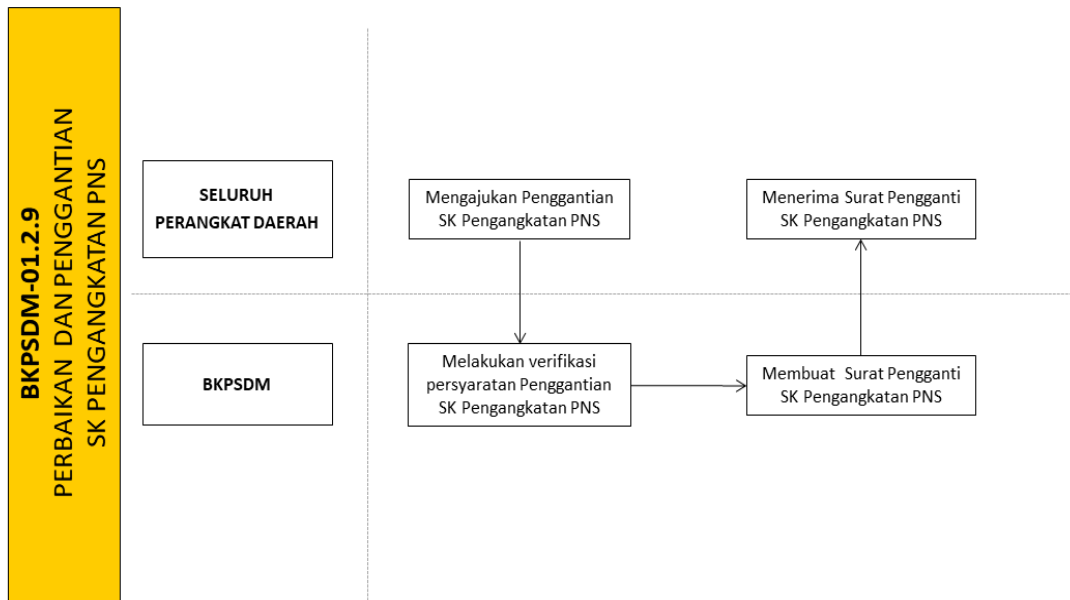 BKPSDM-01.2.9
PERBAIKAN DAN PENGGANTIAN
SK PENGANGKATAN PNS
SELURUH
PERANGKAT DAERAH
Mengajukan Penggantian
SK Pengangkatan PNS
Menerima Surat Pengganti
SK Pengangkatan PNS
BKPSDM
Melakukan verifikasi
persyaratan Penggantian
SK Pengangkatan PNS
Membuat Surat Pengganti
SK Pengangkatan PNS